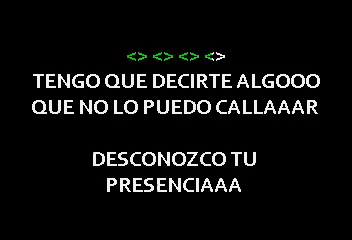 <> <> <> <>
TENGO QUE DECIRTE ALGOOO
QUE NO LO PUEDO CALLAAAR
DESCONOZCO TU
PRESENCIAAA